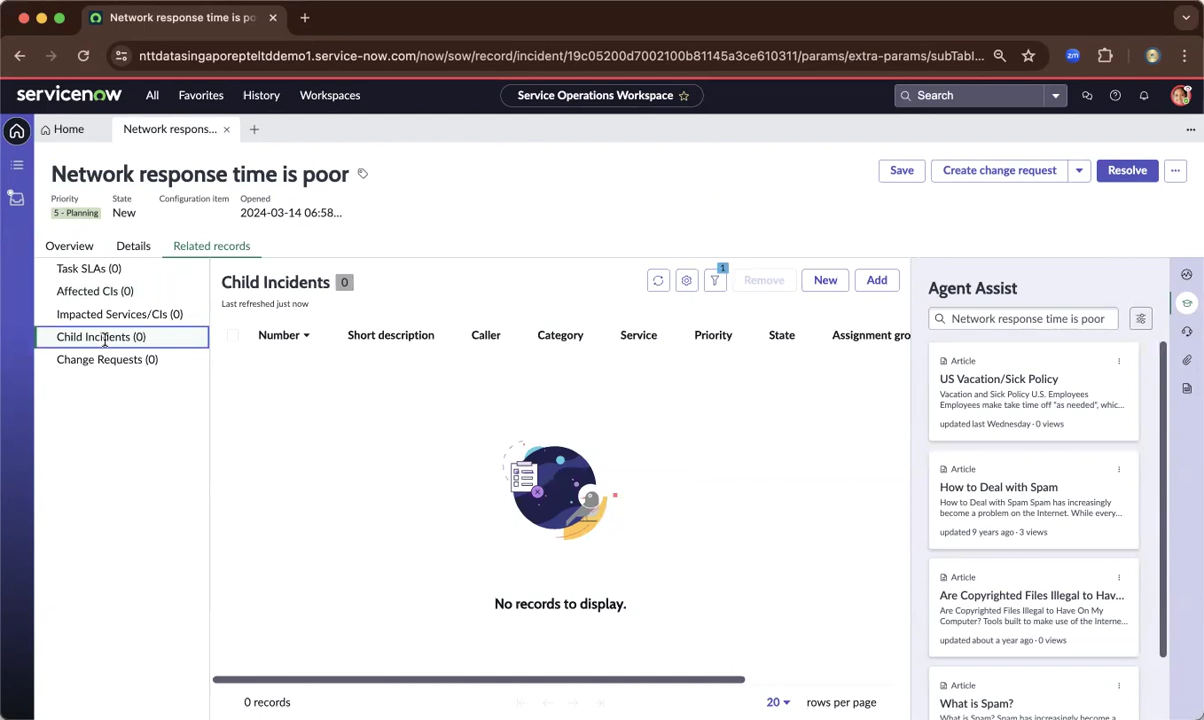 Network response time is po
nttdatasingaporepteltddemo1.service-now.com/now/sow/record/incident/19c05200d7002100b81145a3ce610311/params/extra-params/subTabl...
zm
servicenow
All
Favorites
History
Workspaces
Service Operations Workspace
Search
Home
Network respons...
Network response time is poor
Save
Create change request
Resolve
Priority
State
Configuration item
Opened
5 - Planning
New
2024-03-14 06:58...
Overview
Details
Related records
Task SLAs (0)
Affected CIs (0)
Impacted Services/CIs (0)
Child Incidents (0)
Change Requests (0)
Child Incidents 0
Last refreshed just now
1
Remove
New
Add
Number
Short description
Caller
Category
Service
Priority
State
Assignment gro
No records to display.
0 records
20
rows per page
Agent Assist
Network response time is poor
Article
US Vacation/Sick Policy
Vacation and Sick Policy U.S. Employees
Employees make take time off "as needed", whic...
updated last Wednesday · 0 views
Article
How to Deal with Spam
How to Deal with Spam Spam has increasingly
become a problem on the Internet. While every...
updated 9 years ago · 3 views
Article
Are Copyrighted Files Illegal to Hav...
Are Copyrighted Files Illegal to Have On My
Computer? Tools built to make use of the Interne...
updated about a year ago · 0 views
Article
What is Spam?
What is Spam? Spam has increasingly become a